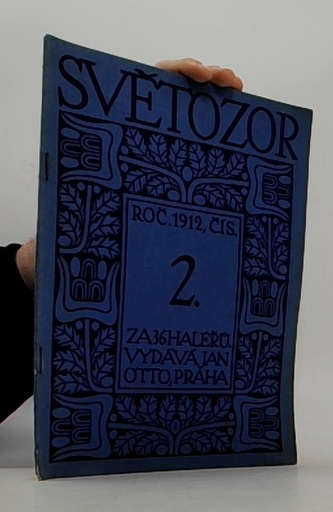 SVĚTOZOR
ROČ. 1912, ČÍS.
2.
ZA 36 HALÉŘŮ.
VYDÁVÁ JAN
OTTO, PRAHA